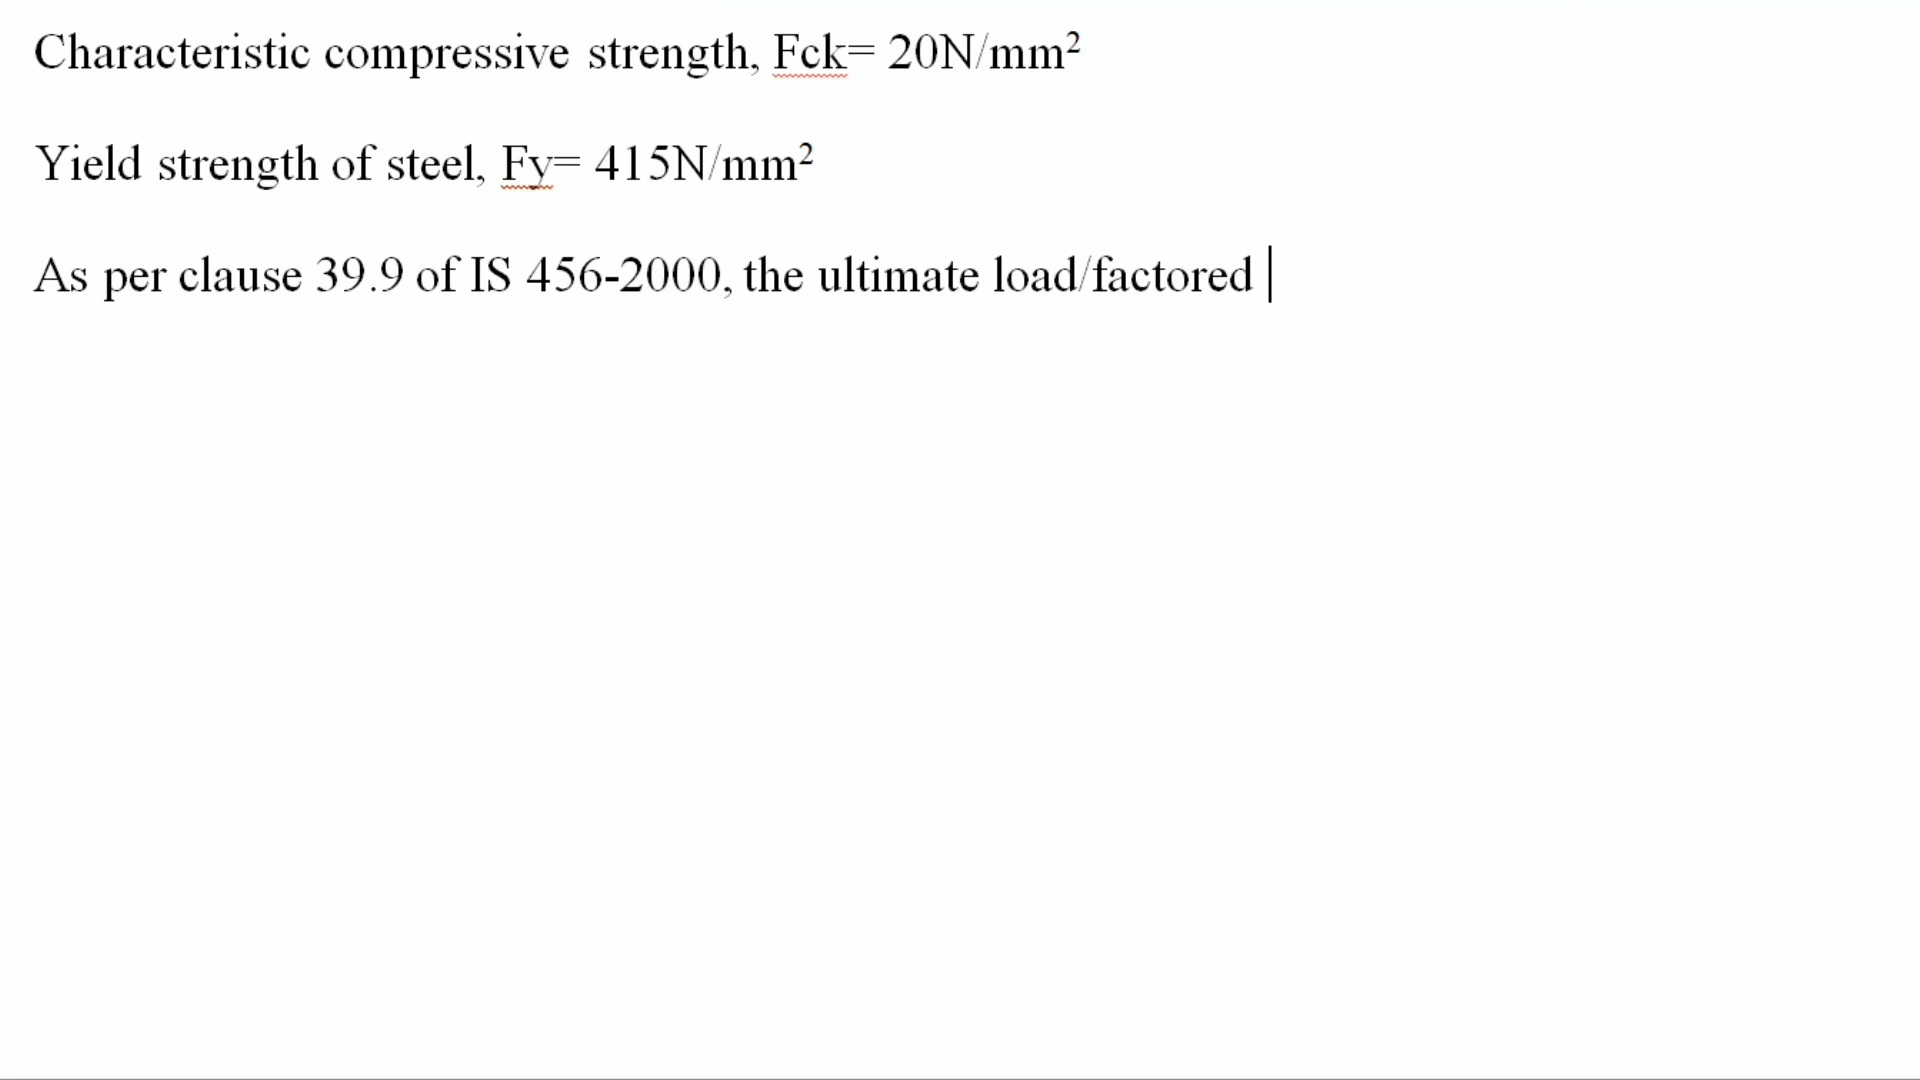 Characteristic compressive strength, Fck= 20N/mm²
Yield strength of steel, Fy= 415N/mm²
As per clause 39.9 of IS 456-2000, the ultimate load/factored